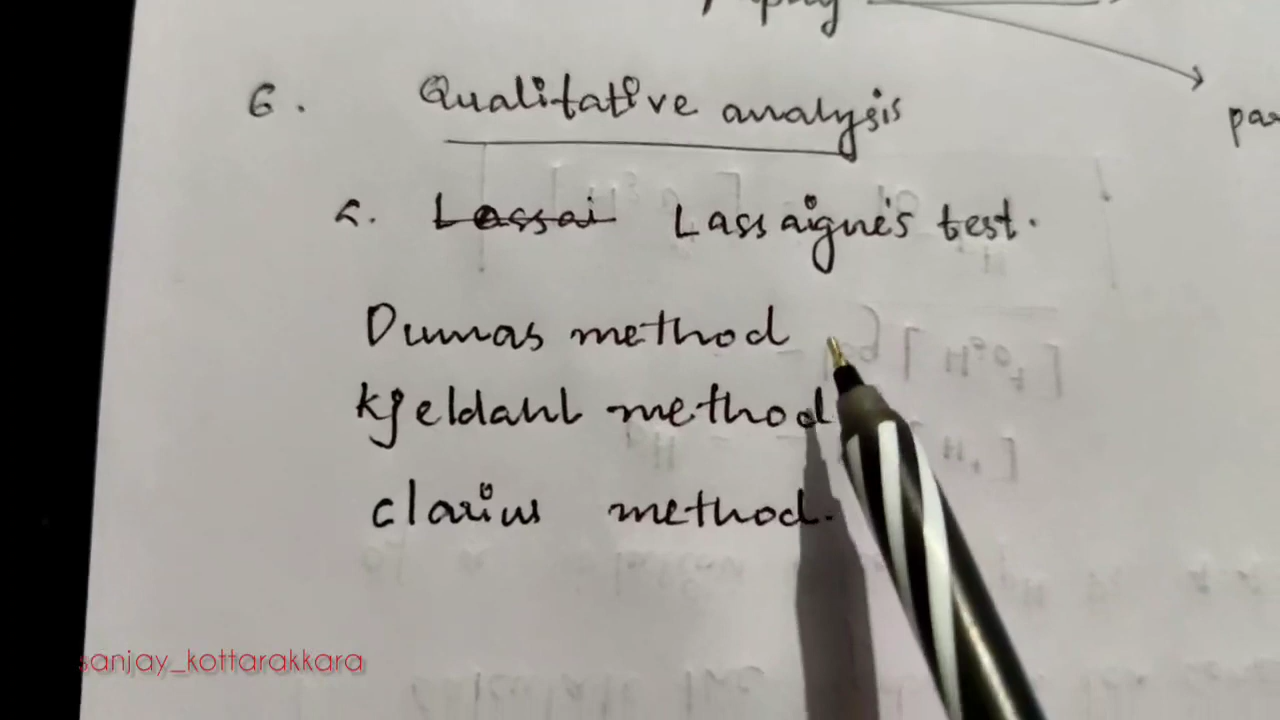 6. Qualitative analysis
Lassai Lassaigne's test.
Dumas method
kjeldahl method
clarius method.
sanjay_kottarakkara